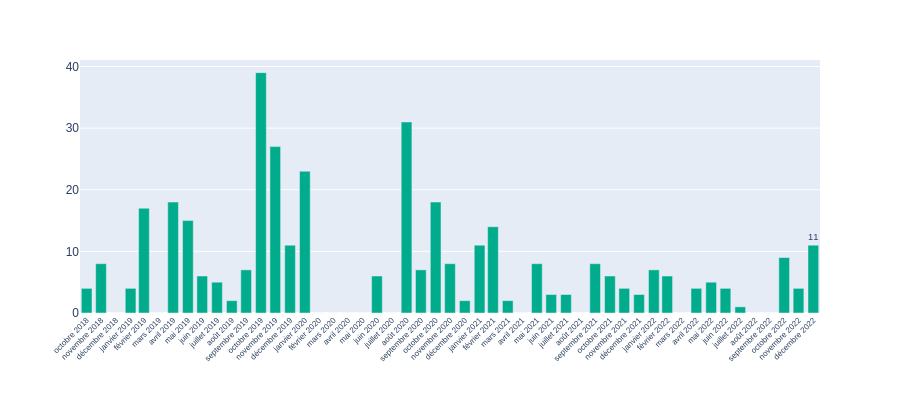 40
30
20
10
0
11
octobre 2018
novembre 2018
décembre 2018
janvier 2019
février 2019
mars 2019
avril 2019
mai 2019
juin 2019
juillet 2019
août 2019
septembre 2019
octobre 2019
novembre 2019
décembre 2019
janvier 2020
février 2020
mars 2020
avril 2020
mai 2020
juin 2020
juillet 2020
août 2020
septembre 2020
octobre 2020
novembre 2020
décembre 2020
janvier 2021
février 2021
mars 2021
avril 2021
mai 2021
juin 2021
juillet 2021
août 2021
septembre 2021
octobre 2021
novembre 2021
décembre 2021
janvier 2022
février 2022
mars 2022
avril 2022
mai 2022
juin 2022
juillet 2022
août 2022
septembre 2022
octobre 2022
novembre 2022
décembre 2022